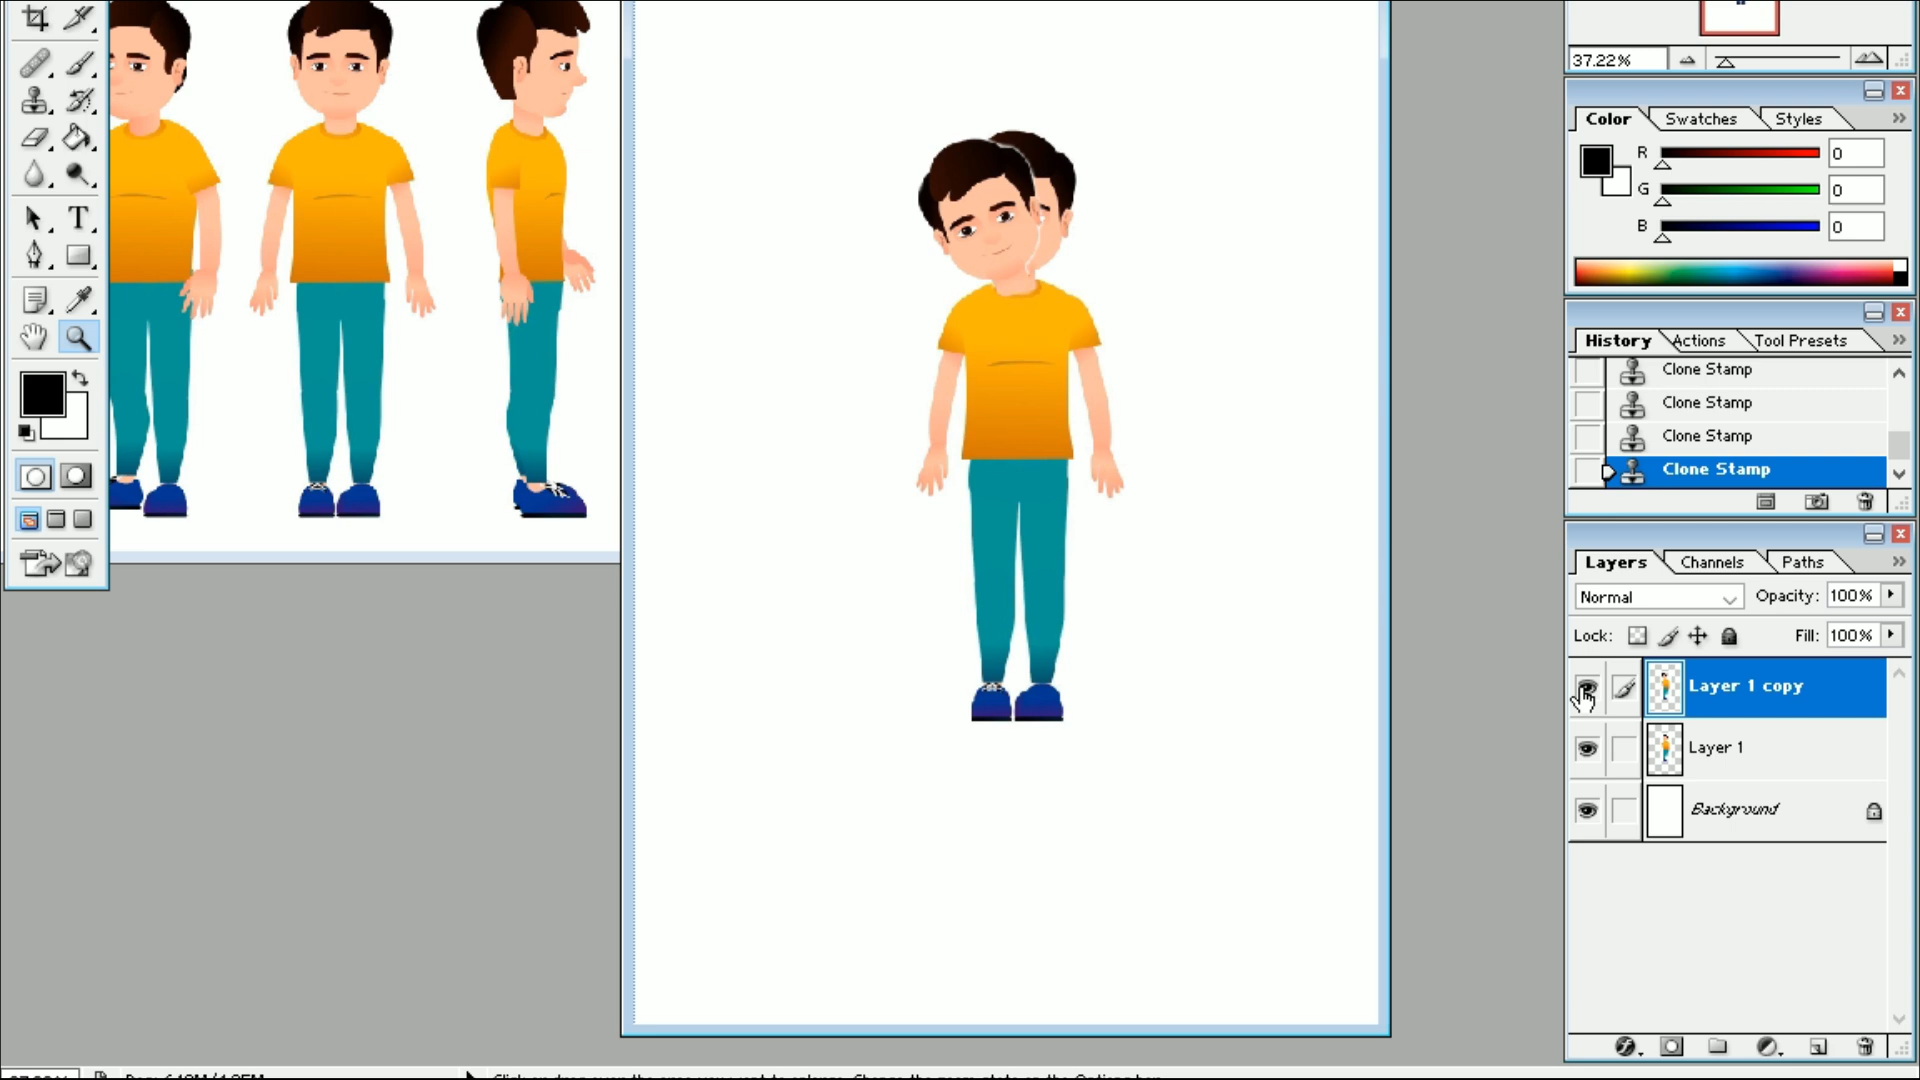 37.22%
Color Swatches Styles
R 0
G 0
B 0
History Actions Tool Presets
Clone Stamp
Clone Stamp
Clone Stamp
Clone Stamp
Layers Channels Paths
Normal Opacity: 100%
Lock: Fill: 100%
Layer 1 copy
Layer 1
Background
T